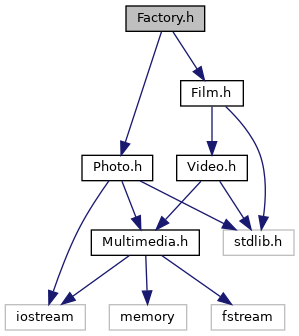 Factory.h
Film.h
Photo.h
Video.h
Multimedia.h
stdlib.h
iostream
memory
fstream